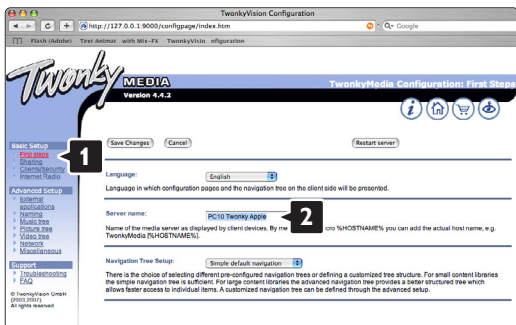 TwonkyVision Configuration
http://127.0.0.1:9000/configpage/index.htm
Google
Flash (Adobe) Text Animat with Mix-FX TwonkyVisin nfiguration
Twonky
MEDIA
Version 4.4.2
TwonkyMedia Configuration: First Steps
Basic Setup
First steps
Sharing
Clients/Security
Internet Radio
Advanced Setup
External
applications
Naming
Music tree
Picture tree
Video tree
Network
Miscellaneous
Support
Troubleshooting
FAQ
© TwonkyVision GmbH
(2003,2007)
All rights reserved
1
Save Changes Cancel Restart server
Language: English
Language in which configuration pages and the navigation tree on the client side will be presented.
Server name: PC10 Twonky Apple
2
Name of the media server as displayed by client devices. By me cro %HOSTNAME% you can add the actual host name, e.g.
TwonkyMedia [%HOSTNAME%].
Navigation Tree Setup: Simple default navigation
There is the choice of selecting different pre-configured navigation trees or defining a customized tree structure. For small content libraries
the simple navigation tree is sufficient. For large content libraries the advanced navigation tree provides a better structured tree which
allows faster access to individual items. A customized navigation tree can be defined through the advanced setup.